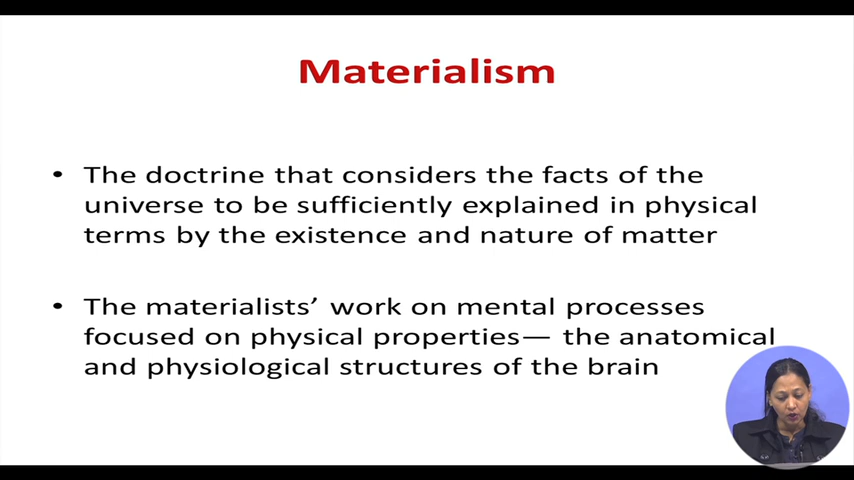 Materialism
• The doctrine that considers the facts of the
universe to be sufficiently explained in physical
terms by the existence and nature of matter
• The materialists’ work on mental processes
focused on physical properties— the anatomical
and physiological structures of the brain